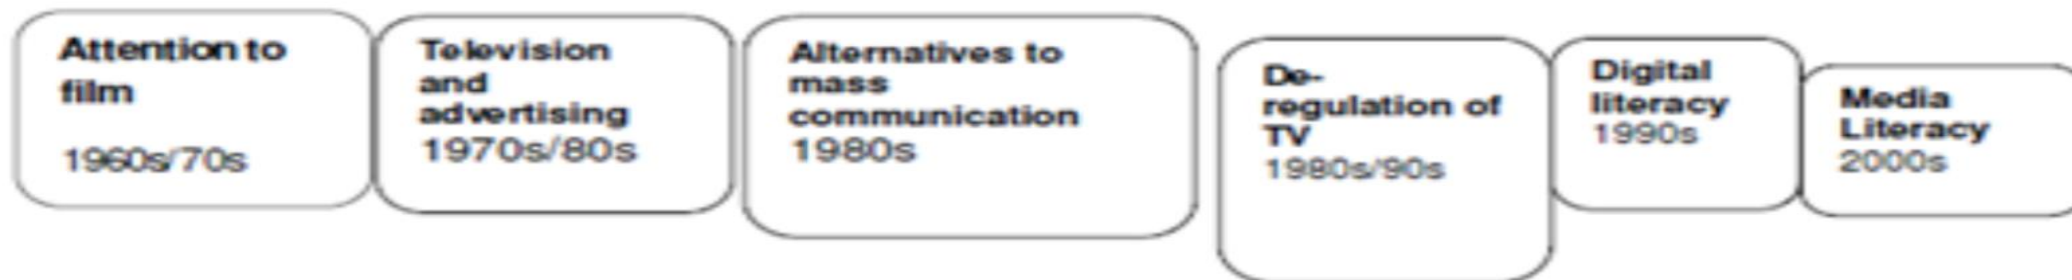 Attention to
film
1960s/70s
Television
and
advertising
1970s/80s
Alternatives to
mass
communication
1980s
De-
regulation of
TV
1980s/90s
Digital
literacy
1990s
Media
Literacy
2000s